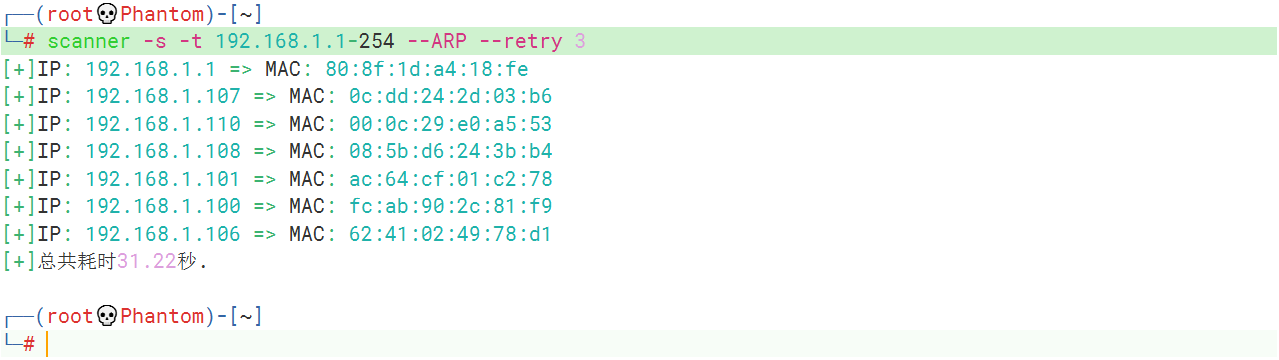 ┌──(root💀Phantom)-[~]
└─# scanner -s -t 192.168.1.1-254 --ARP --retry 3
[+]IP: 192.168.1.1 => MAC: 80:8f:1d:a4:18:fe
[+]IP: 192.168.1.107 => MAC: 0c:dd:24:2d:03:b6
[+]IP: 192.168.1.110 => MAC: 00:0c:29:e0:a5:53
[+]IP: 192.168.1.108 => MAC: 08:5b:d6:24:3b:b4
[+]IP: 192.168.1.101 => MAC: ac:64:cf:01:c2:78
[+]IP: 192.168.1.100 => MAC: fc:ab:90:2c:81:f9
[+]IP: 192.168.1.106 => MAC: 62:41:02:49:78:d1
[+]总共耗时31.22秒.
┌──(root💀Phantom)-[~]
└─#